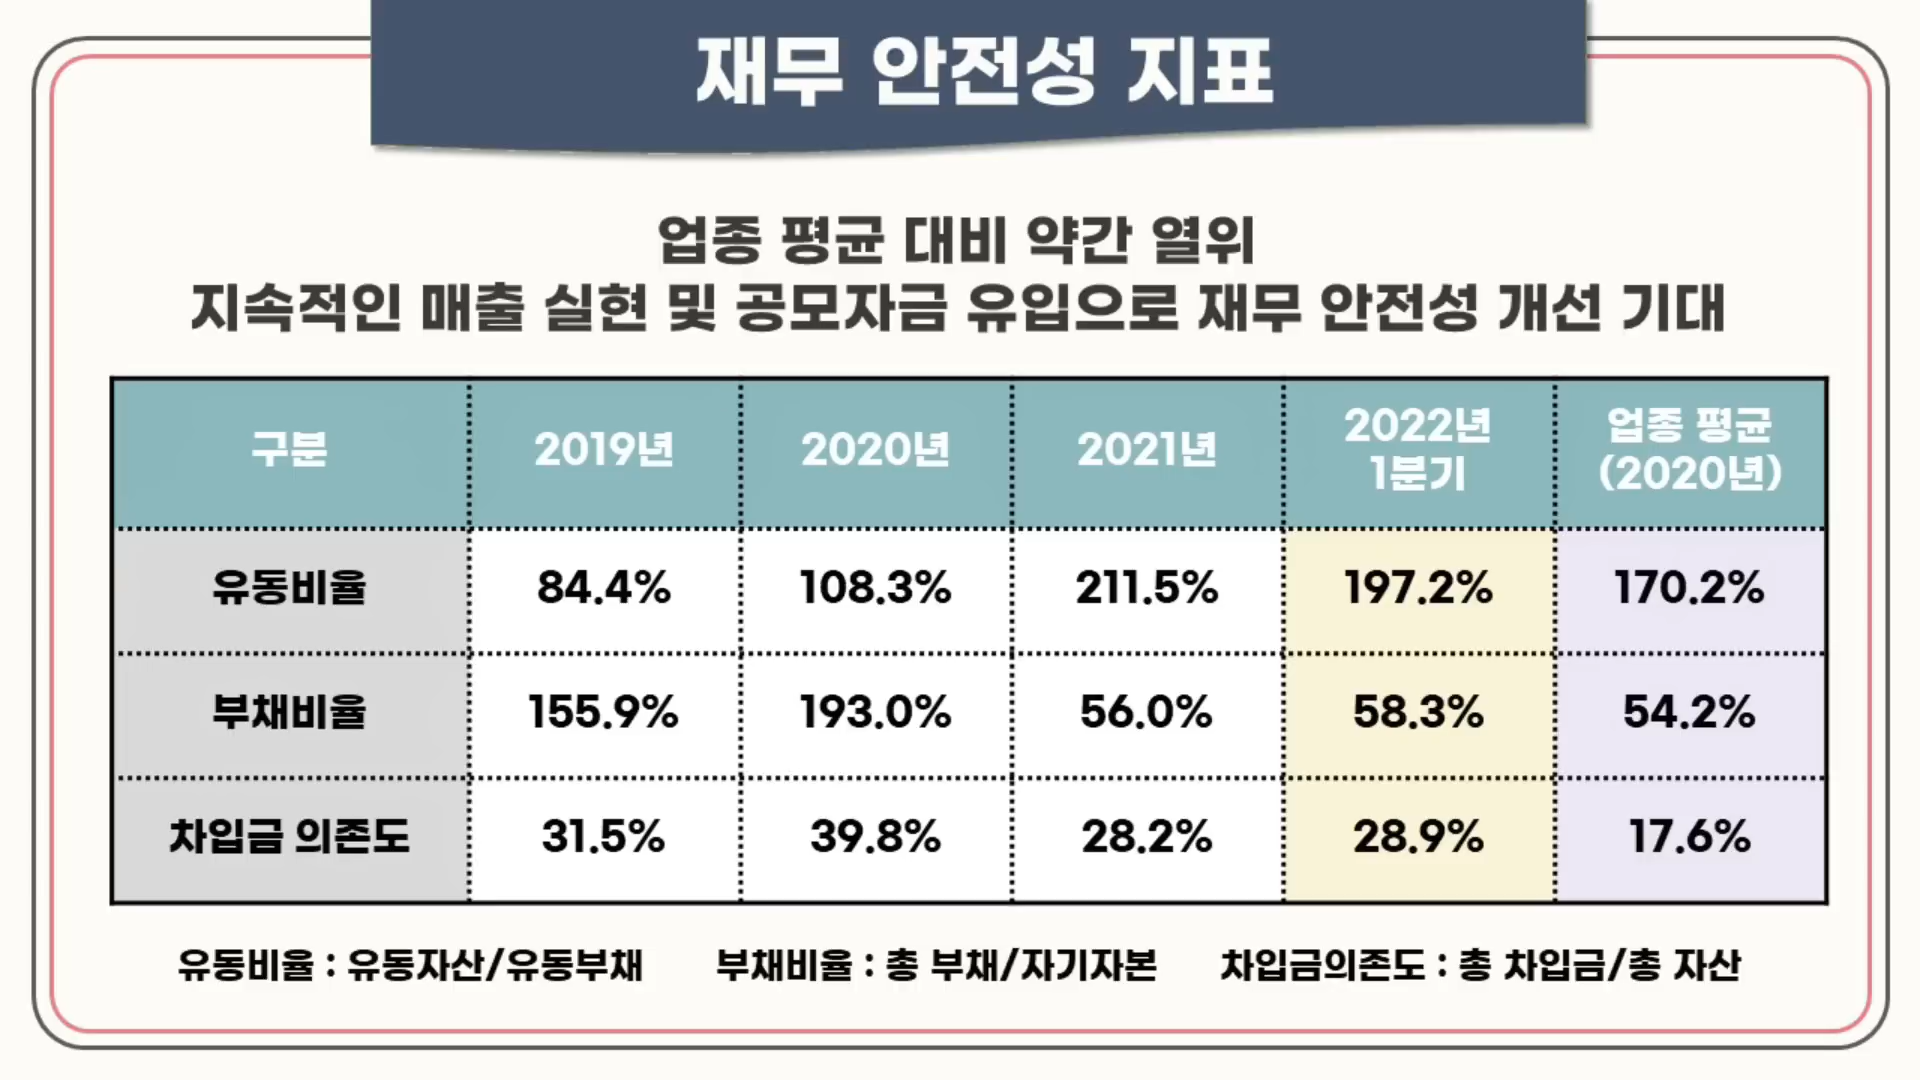 재무 안전성 지표
업종 평균 대비 약간 열위
지속적인 매출 실현 및 공모자금 유입으로 재무 안전성 개선 기대
구분 2019년 2020년 2021년 2022년 1분기 업종 평균 (2020년)
유동비율 84.4% 108.3% 211.5% 197.2% 170.2%
부채비율 155.9% 193.0% 56.0% 58.3% 54.2%
차입금 의존도 31.5% 39.8% 28.2% 28.9% 17.6%
유동비율 : 유동자산/유동부채 부채비율 : 총 부채/자기자본 차입금의존도 : 총 차입금/총 자산